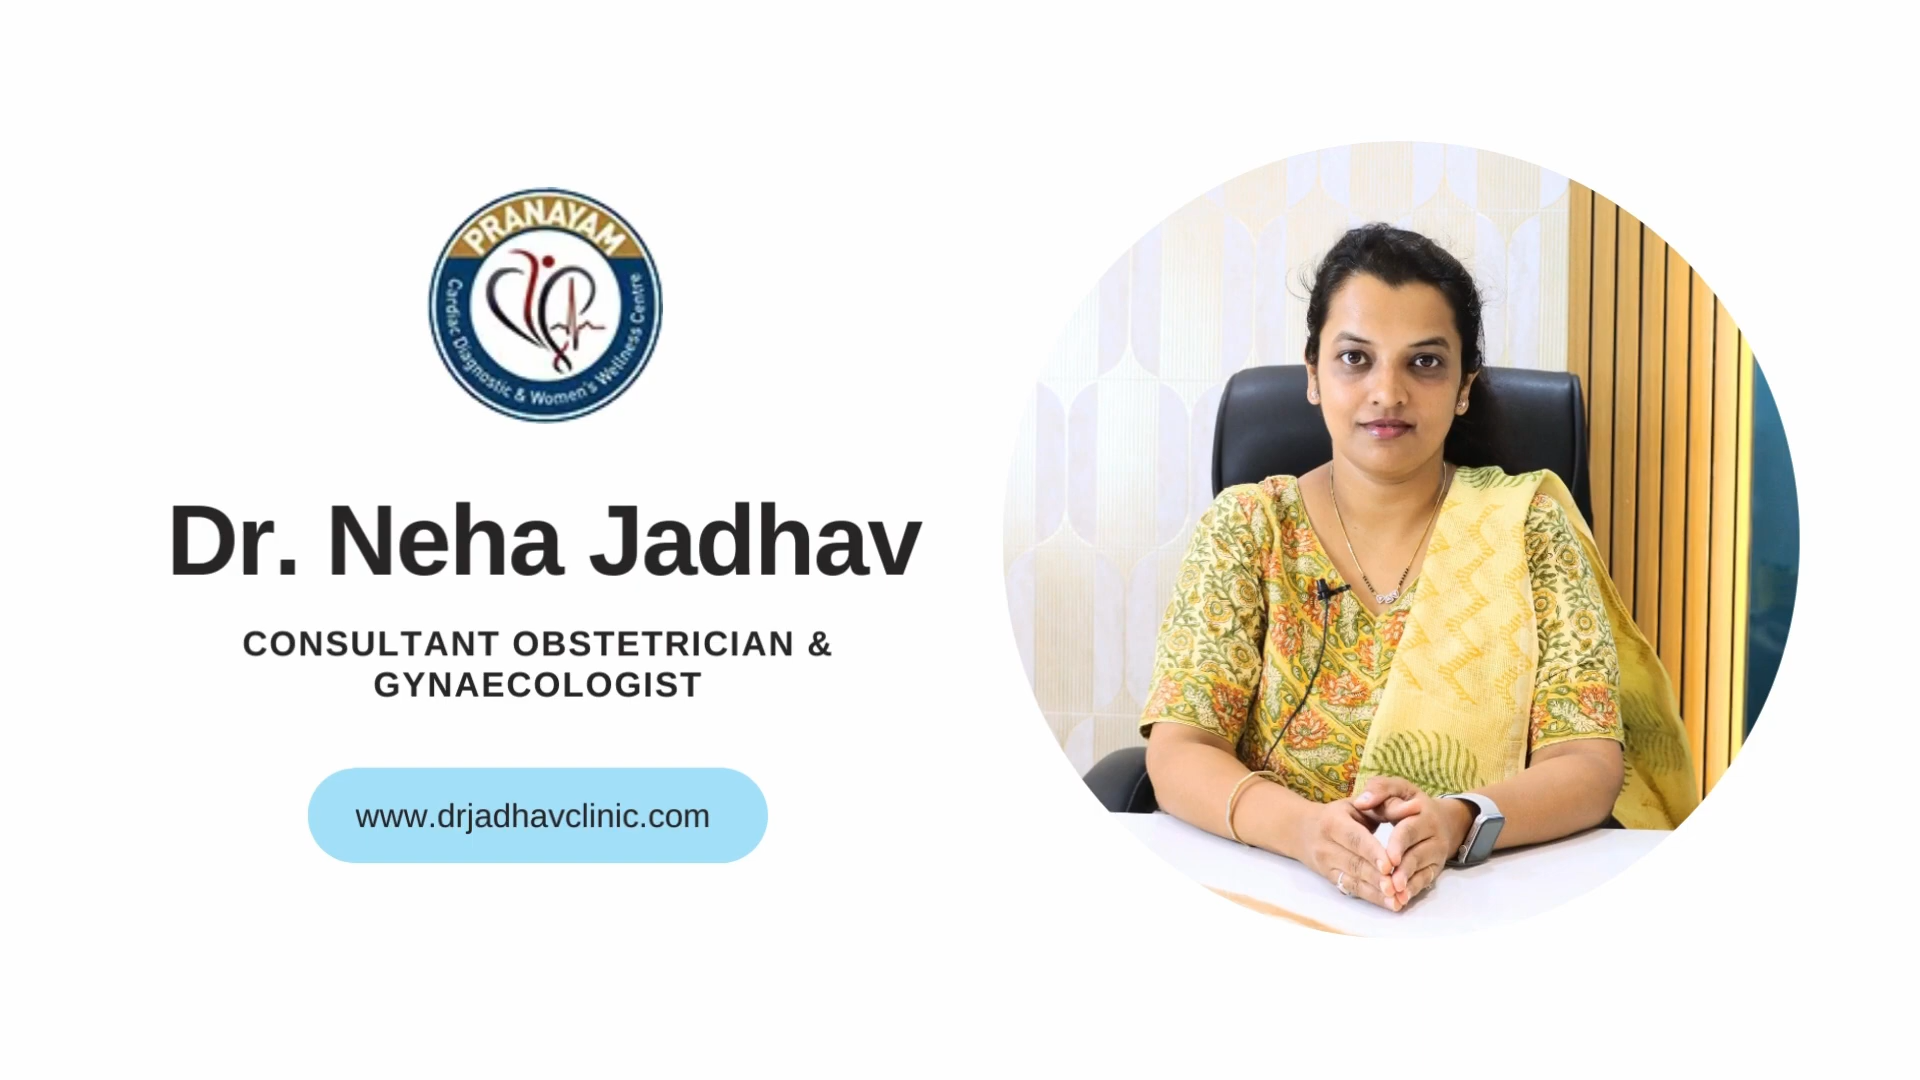 PRANAYAM
Cardiac Diagnostic & Women's Wellness Centre
Dr. Neha Jadhav
CONSULTANT OBSTETRICIAN &
GYNAECOLOGIST
www.drjadhavclinic.com